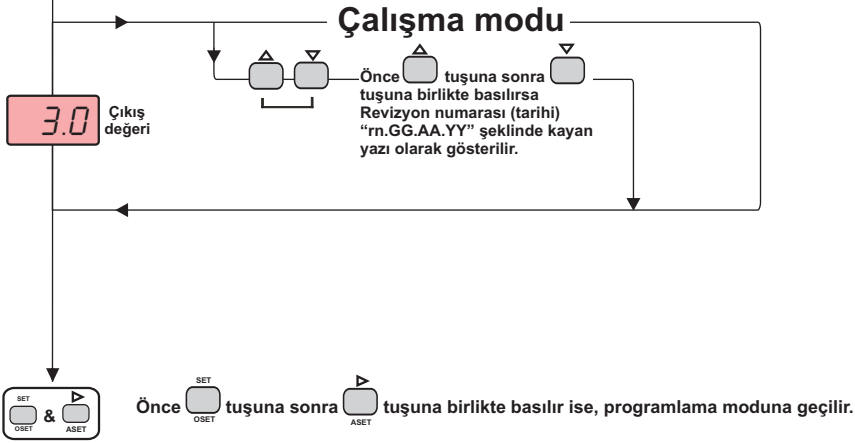 Çalışma modu
Önce tuşuna sonra
tuşuna birlikte basılırsa
Revizyon numarası (tarihi)
“rn.GG.AA.YY” şeklinde kayan
yazı olarak gösterilir.
3.0
Çıkış
değeri
SET
OSET
&
ASET
Önce SET OSET tuşuna sonra ASET tuşuna birlikte basılır ise, programlama moduna geçilir.